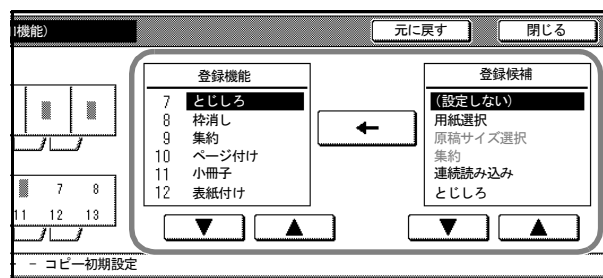 機能)
元に戻す
閉じる
登録機能
7 とじしろ
8 枠消し
9 集約
10 ページ付け
11 小冊子
12 表紙付け
登録候補
(設定しない)
用紙選択
原稿サイズ選択
集約
連続読み込み
とじしろ
7 8
11 12 13
- コピー初期設定